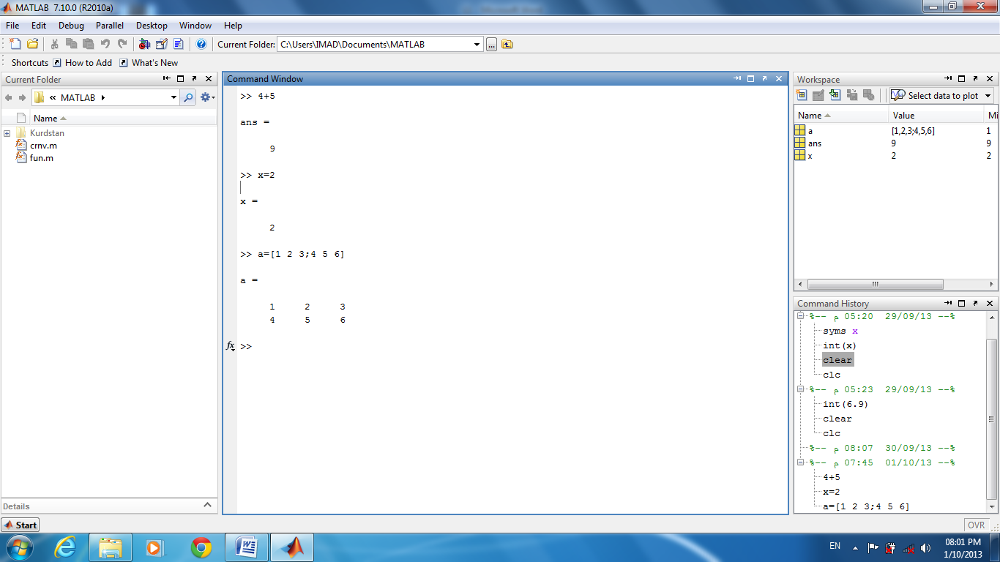 MATLAB 7.10.0 (R2010a)
File Edit Debug Parallel Desktop Window Help
Current Folder: C:\Users\IMAD\Documents\MATLAB ...
Shortcuts How to Add What's New
Current Folder
« MATLAB
Name
Kurdstan
crnv.m
fun.m
Details
Command Window
>> 4+5
ans =
9
>> x=2
x =
2
>> a=[1 2 3;4 5 6]
a =
1 2 3
4 5 6
fx >>
Workspace
Select data to plot
Name Value Mi
a [1,2,3;4,5,6] 1
ans 9 9
x 2 2
Command History
%-- م 05:20 29/09/13 --%
syms x
int(x)
clear
clc
%-- م 05:23 29/09/13 --%
int(6.9)
clear
clc
%-- م 08:07 30/09/13 --%
%-- م 07:45 01/10/13 --%
4+5
x=2
a=[1 2 3;4 5 6]
Start
OVR
EN
08:01 PM
1/10/2013